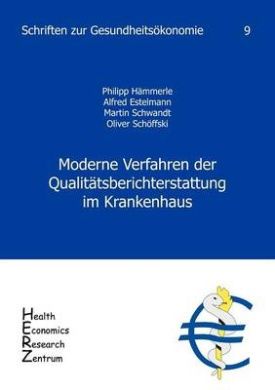 Schriften zur Gesundheitsökonomie 9
Philipp Hämmerle
Alfred Estelmann
Martin Schwandt
Oliver Schöffski
Moderne Verfahren der
Qualitätsberichterstattung
im Krankenhaus
Health
Economics
Research
Zentrum